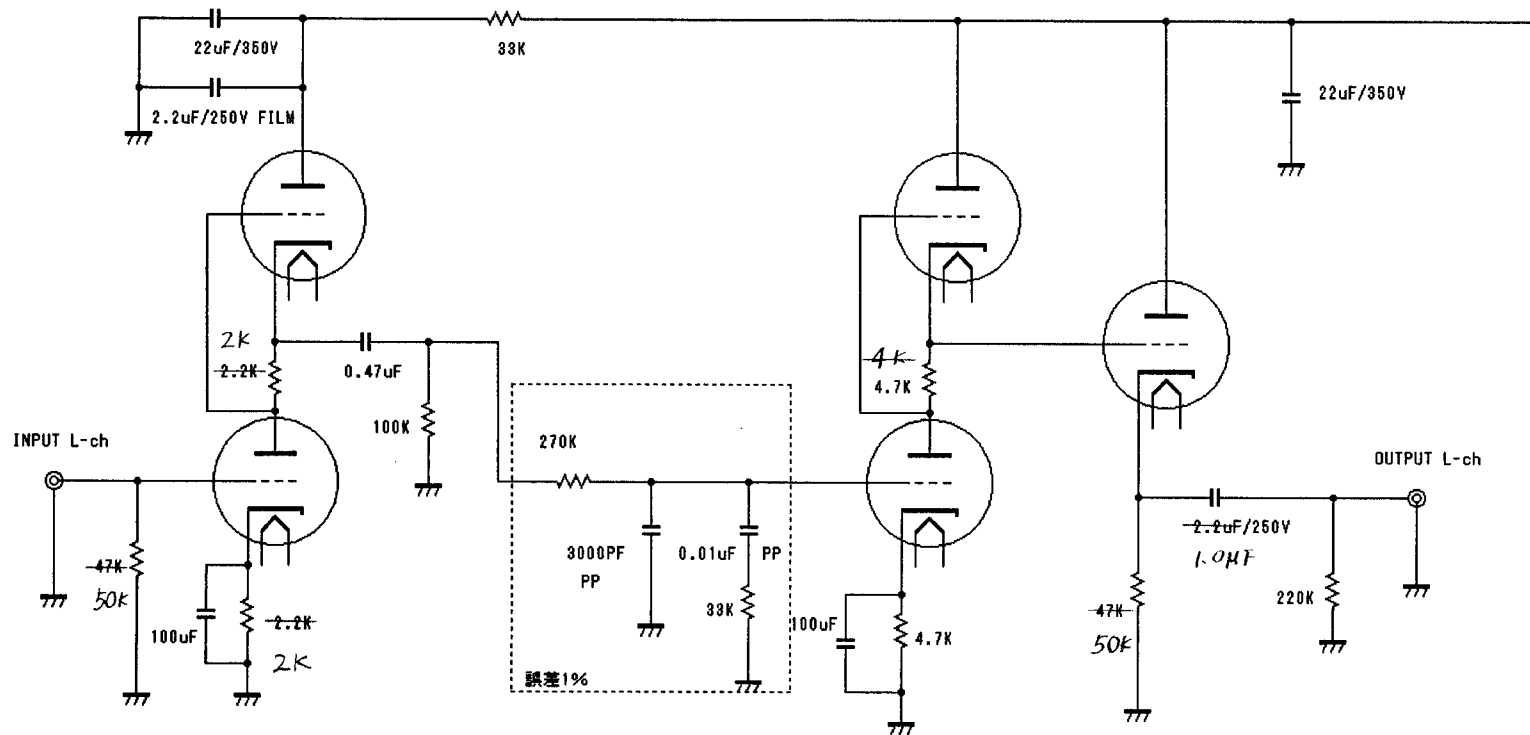 22uF/350V
33K
2.2uF/250V FILM
22uF/350V
2K
2.2K
0.47uF
100K
4K
4.7K
INPUT L-ch
270K
OUTPUT L-ch
3000PF
PP
0.01uF PP
33K
2.2uF/250V
1.0μF
47K
50K
100uF
2.2K
2K
100uF
4.7K
47K
50K
220K
誤差1%